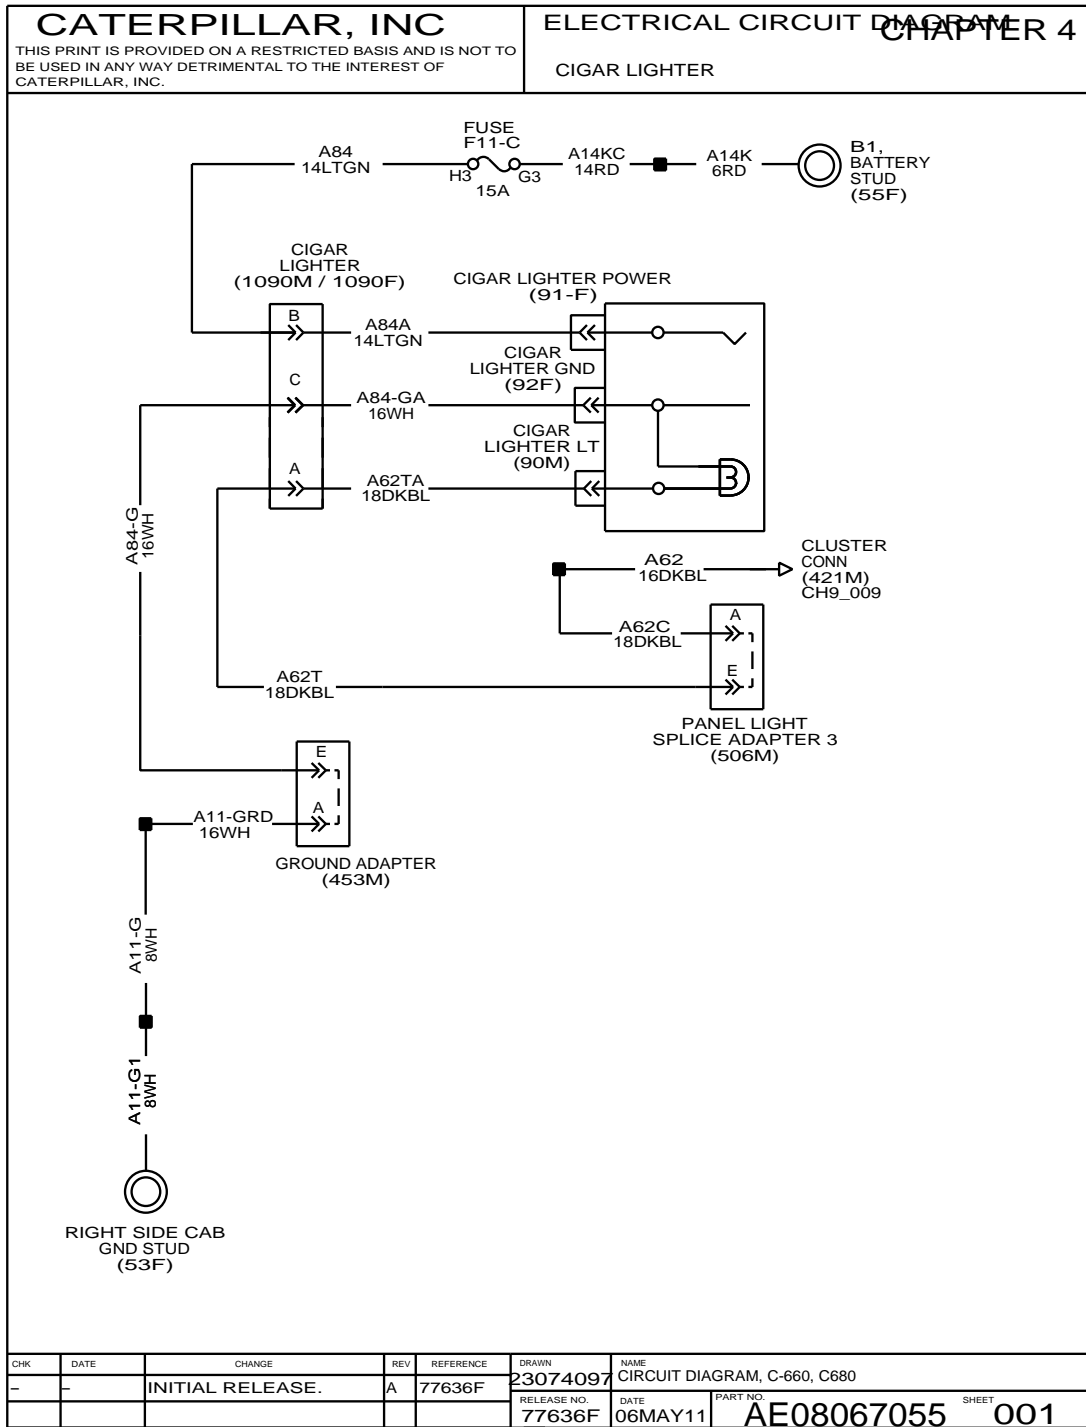 CATERPILLAR, INC
THIS PRINT IS PROVIDED ON A RESTRICTED BASIS AND IS NOT TO
BE USED IN ANY WAY DETRIMENTAL TO THE INTEREST OF
CATERPILLAR, INC.
ELECTRICAL CIRCUIT DIAGRAM
CHAPTER 4
CIGAR LIGHTER
A84
14LTGN
FUSE
F11-C
H3
G3
15A
A14KC
14RD
A14K
6RD
B1,
BATTERY
STUD
(55F)
CIGAR
LIGHTER
(1090M / 1090F)
CIGAR LIGHTER POWER
(91-F)
B
A84A
14LTGN
CIGAR
LIGHTER GND
(92F)
C
A84-GA
16WH
CIGAR
LIGHTER LT
(90M)
A
A62TA
18DKBL
A84-G
16WH
A62
16DKBL
CLUSTER
CONN
(421M)
CH9_009
A62C
18DKBL
A
E
A62T
18DKBL
PANEL LIGHT
SPLICE ADAPTER 3
(506M)
E
A
A11-GRD
16WH
GROUND ADAPTER
(453M)
A11-G
8WH
A11-G1
8WH
RIGHT SIDE CAB
GND STUD
(53F)
CHK DATE CHANGE REV REFERENCE
- - INITIAL RELEASE. A 77636F
DRAWN
23074097
NAME
CIRCUIT DIAGRAM, C-660, C680
RELEASE NO.
77636F
DATE
06MAY11
PART NO.
AE08067055
SHEET
001